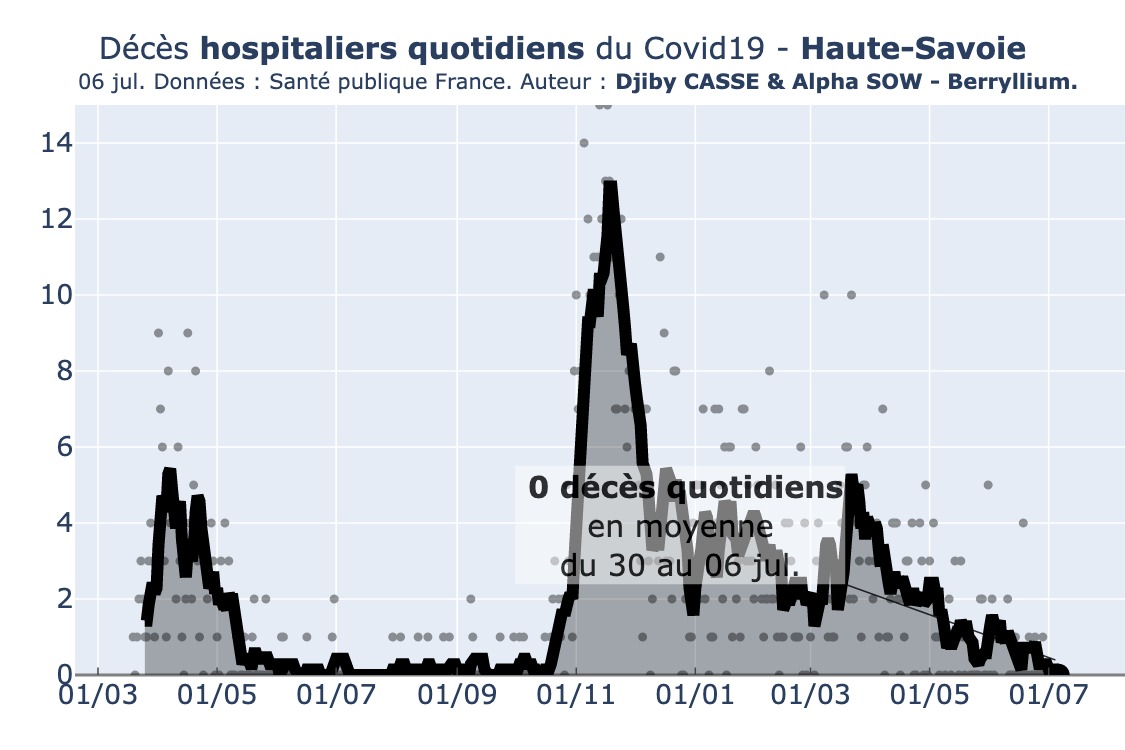 Décès hospitaliers quotidiens du Covid19 - Haute-Savoie
06 jul. Données : Santé publique France. Auteur : Djiby CASSE & Alpha SOW - Berryllium.
14
12
10
8
6
4
2
0
0 décès quotidiens
en moyenne
du 30 au 06 jul.
01/03 01/05 01/07 01/09 01/11 01/01 01/03 01/05 01/07